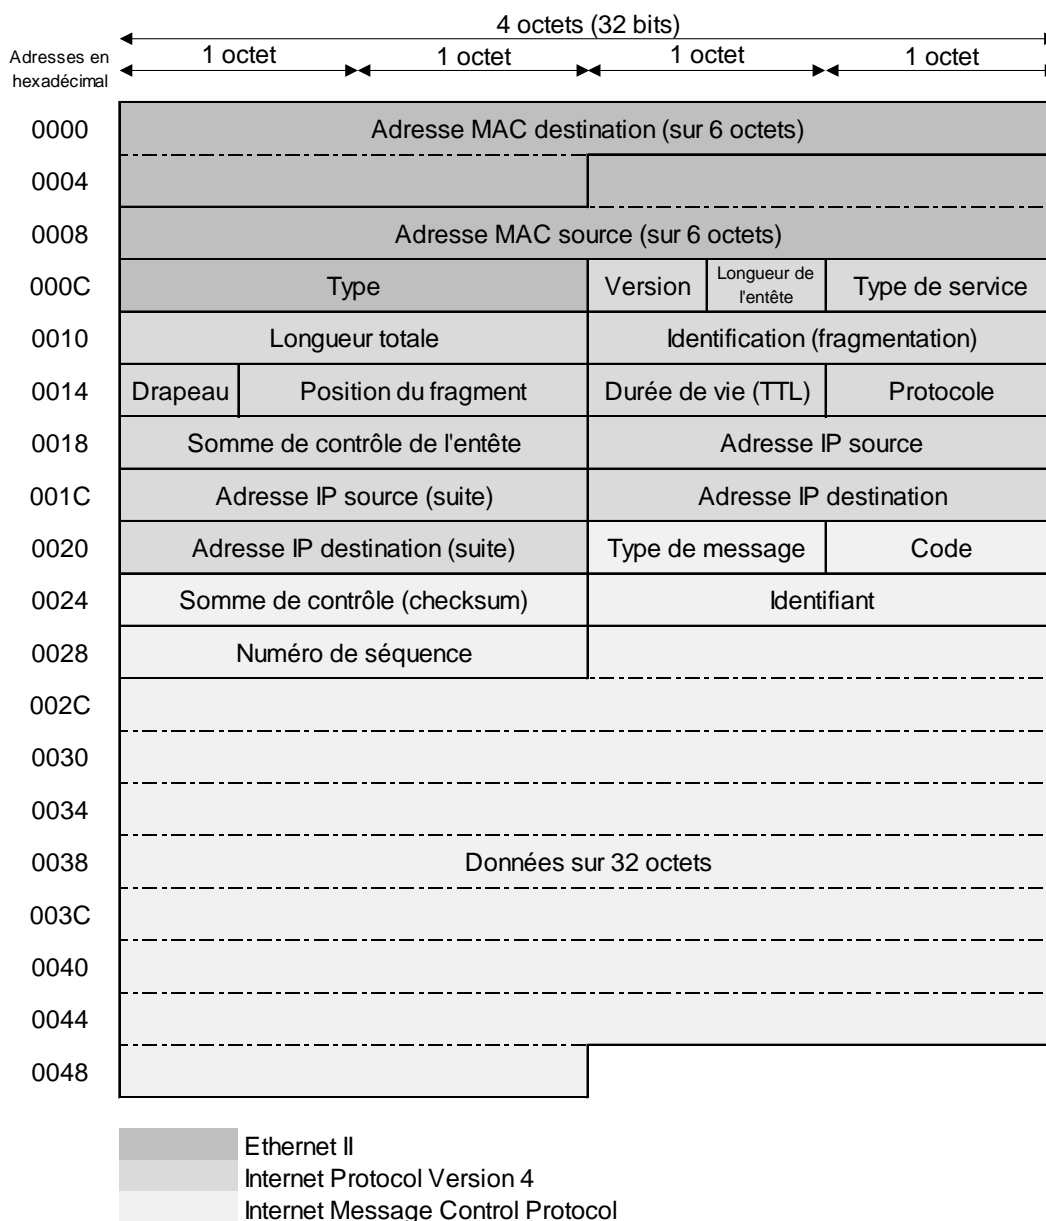 4 octets (32 bits)
Adresses en
hexadécimal
1 octet 1 octet 1 octet 1 octet
0000 Adresse MAC destination (sur 6 octets)
0004
0008 Adresse MAC source (sur 6 octets)
000C Type Version Longueur de
l'entête Type de service
0010 Longueur totale Identification (fragmentation)
0014 Drapeau Position du fragment Durée de vie (TTL) Protocole
0018 Somme de contrôle de l'entête Adresse IP source
001C Adresse IP source (suite) Adresse IP destination
0020 Adresse IP destination (suite) Type de message Code
0024 Somme de contrôle (checksum) Identifiant
0028 Numéro de séquence
002C
0030
0034
0038 Données sur 32 octets
003C
0040
0044
0048
Ethernet II
Internet Protocol Version 4
Internet Message Control Protocol